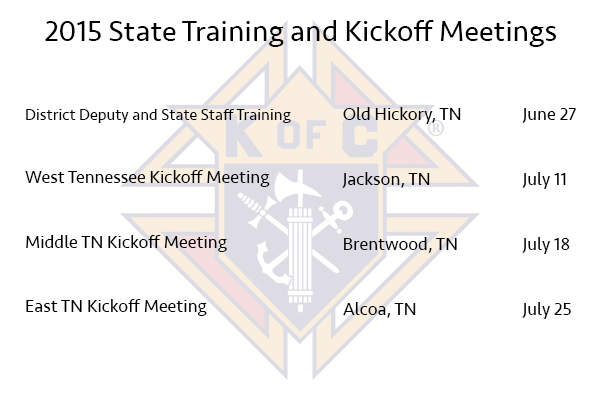 2015 State Training and Kickoff Meetings
District Deputy and State Staff Training Old Hickory, TN June 27
K OF C ®
West Tennessee Kickoff Meeting Jackson, TN July 11
Middle TN Kickoff Meeting Brentwood, TN July 18
East TN Kickoff Meeting Alcoa, TN July 25